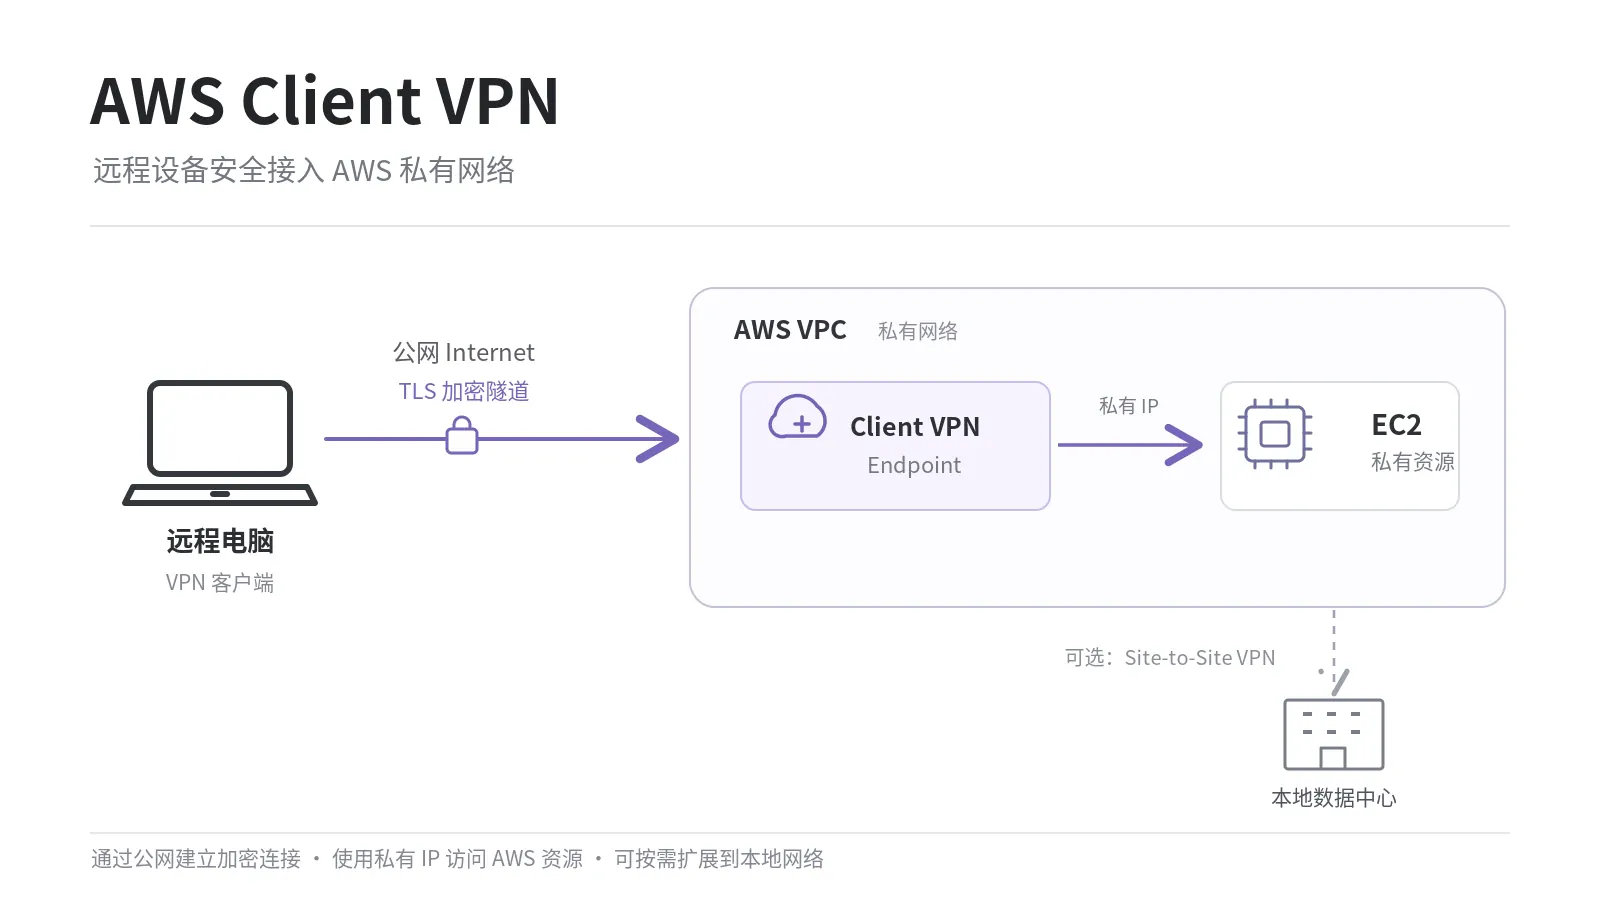 AWS Client VPN
远程设备安全接入 AWS 私有网络
公网 Internet
TLS 加密隧道
远程电脑
VPN 客户端
AWS VPC 私有网络
Client VPN
Endpoint
私有 IP
EC2
私有资源
可选：Site-to-Site VPN
本地数据中心
通过公网建立加密连接 · 使用私有 IP 访问 AWS 资源 · 可按需扩展到本地网络